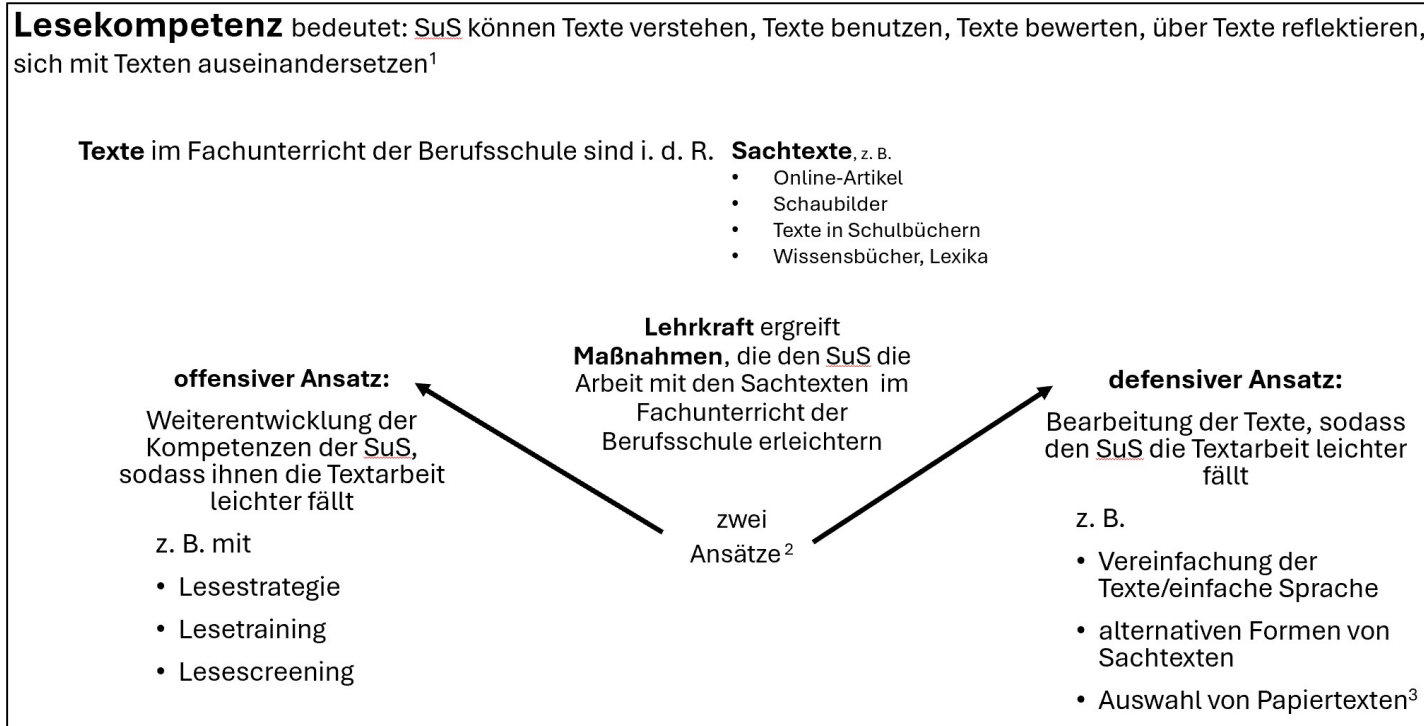 Lesekompetenz bedeutet: SuS können Texte verstehen, Texte benutzen, Texte bewerten, über Texte reflektieren,
sich mit Texten auseinandersetzen¹
Texte im Fachunterricht der Berufsschule sind i. d. R. Sachtexte, z. B.
• Online-Artikel
• Schaubilder
• Texte in Schulbüchern
• Wissensbücher, Lexika
Lehrkraft ergreift
Maßnahmen, die den SuS die
Arbeit mit den Sachtexten im
Fachunterricht der
Berufsschule erleichtern
zwei
Ansätze²
offensiver Ansatz:
Weiterentwicklung der
Kompetenzen der SuS,
sodass ihnen die Textarbeit
leichter fällt
z. B. mit
• Lesestrategie
• Lesetraining
• Lesescreening
defensiver Ansatz:
Bearbeitung der Texte, sodass
den SuS die Textarbeit leichter
fällt
z. B.
• Vereinfachung der
Texte/einfache Sprache
• alternativen Formen von
Sachtexten
• Auswahl von Papiertexten³